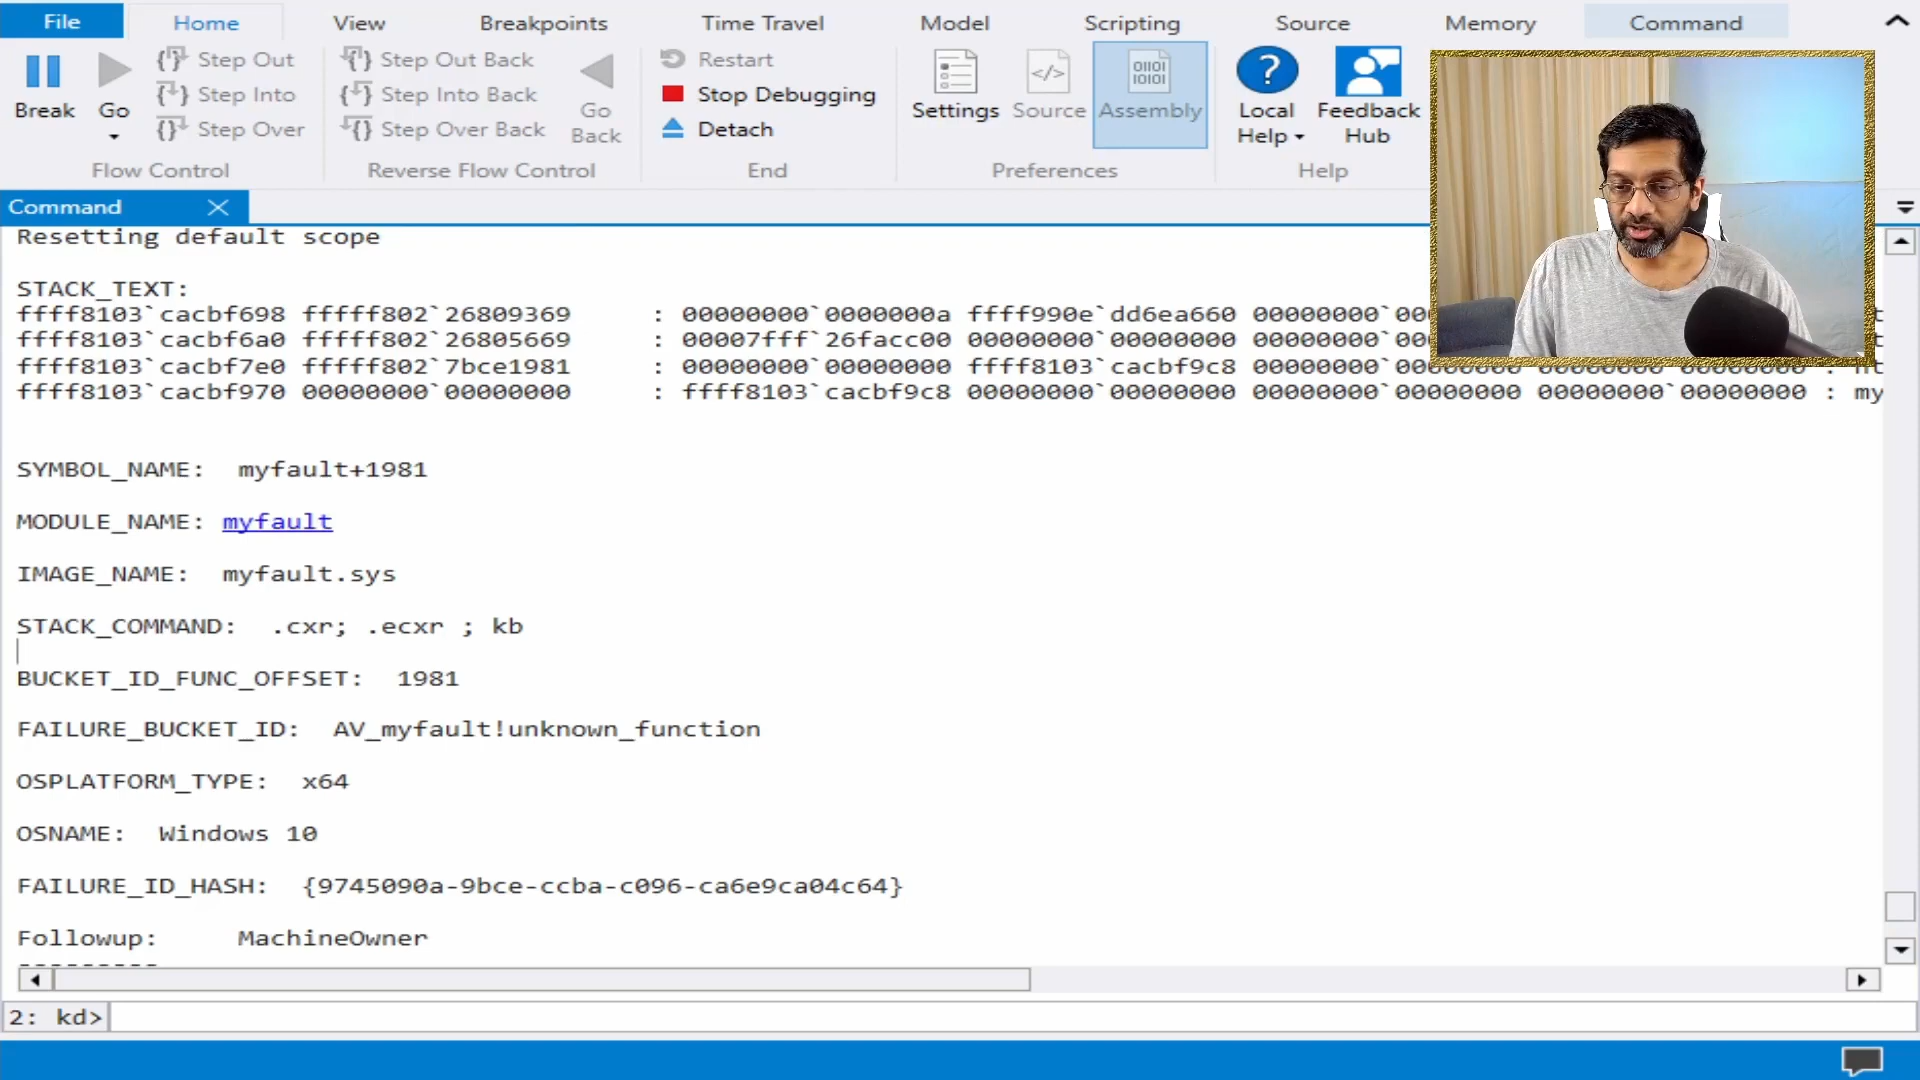 File Home View Breakpoints Time Travel Model Scripting Source Memory Command
Break
Go
Step Out
Step Into
Step Over
Flow Control
Step Out Back
Step Into Back
Step Over Back
Go Back
Reverse Flow Control
Restart
Stop Debugging
Detach
End
Settings
</>
Source
01101
10101
Assembly
Preferences
?
Local Help
Feedback Hub
Help
Command
Resetting default scope
STACK_TEXT:
ffff8103`cacbf698 fffff802`26809369 : 00000000`0000000a ffff990e`dd6ea660 00000000`00
ffff8103`cacbf6a0 fffff802`26805669 : 00007fff`26facc00 00000000`00000000 00000000`00
ffff8103`cacbf7e0 fffff802`7bce1981 : 00000000`00000000 ffff8103`cacbf9c8 00000000`00000000 00000000`00000000 : nt
ffff8103`cacbf970 00000000`00000000 : ffff8103`cacbf9c8 00000000`00000000 00000000`00000000 00000000`00000000 : my
SYMBOL_NAME: myfault+1981
MODULE_NAME: myfault
IMAGE_NAME: myfault.sys
STACK_COMMAND: .cxr; .ecxr ; kb
BUCKET_ID_FUNC_OFFSET: 1981
FAILURE_BUCKET_ID: AV_myfault!unknown_function
OSPLATFORM_TYPE: x64
OSNAME: Windows 10
FAILURE_ID_HASH: {9745090a-9bce-ccba-c096-ca6e9ca04c64}
Followup: MachineOwner
---------
2: kd>